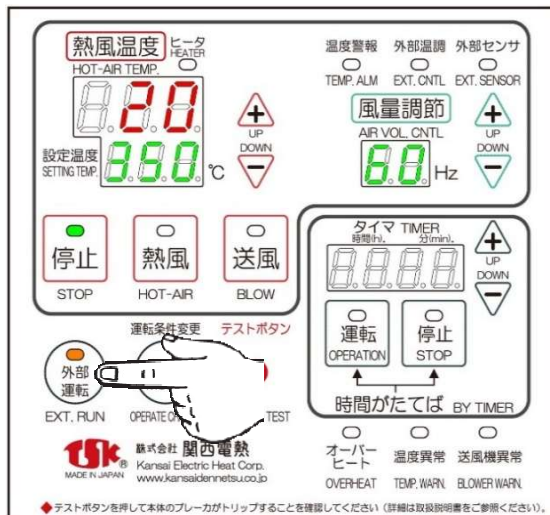 熱風温度 ヒータ HEATER
HOT-AIR TEMP.
20
設定温度 SETTING TEMP. 350 ℃
UP
DOWN
停止 熱風 送風
STOP HOT-AIR BLOW
温度警報 外部温調 外部センサ
TEMP. ALM EXT. CNTL EXT. SENSOR
風量調節
AIR VOL. CNTL
60 Hz
UP
DOWN
タイマ TIMER
時間(h). 分(min).
UP
DOWN
運転 OPERATION
停止 STOP
時間がたてば BY TIMER
運転条件変更 テストボタン
外部運転
EXT. RUN TEST
オーバーヒート 温度異常 送風機異常
OVERHEAT TEMP. WARN. BLOWER WARN.
TSK
MADE IN JAPAN
株式会社 関西電熱
Kansai Electric Heat Corp.
www.kansaidennetsu.co.jp
◆テストボタンを押して本体のブレーカがトリップすることを確認してください（詳細は取扱説明書をご参照ください）。